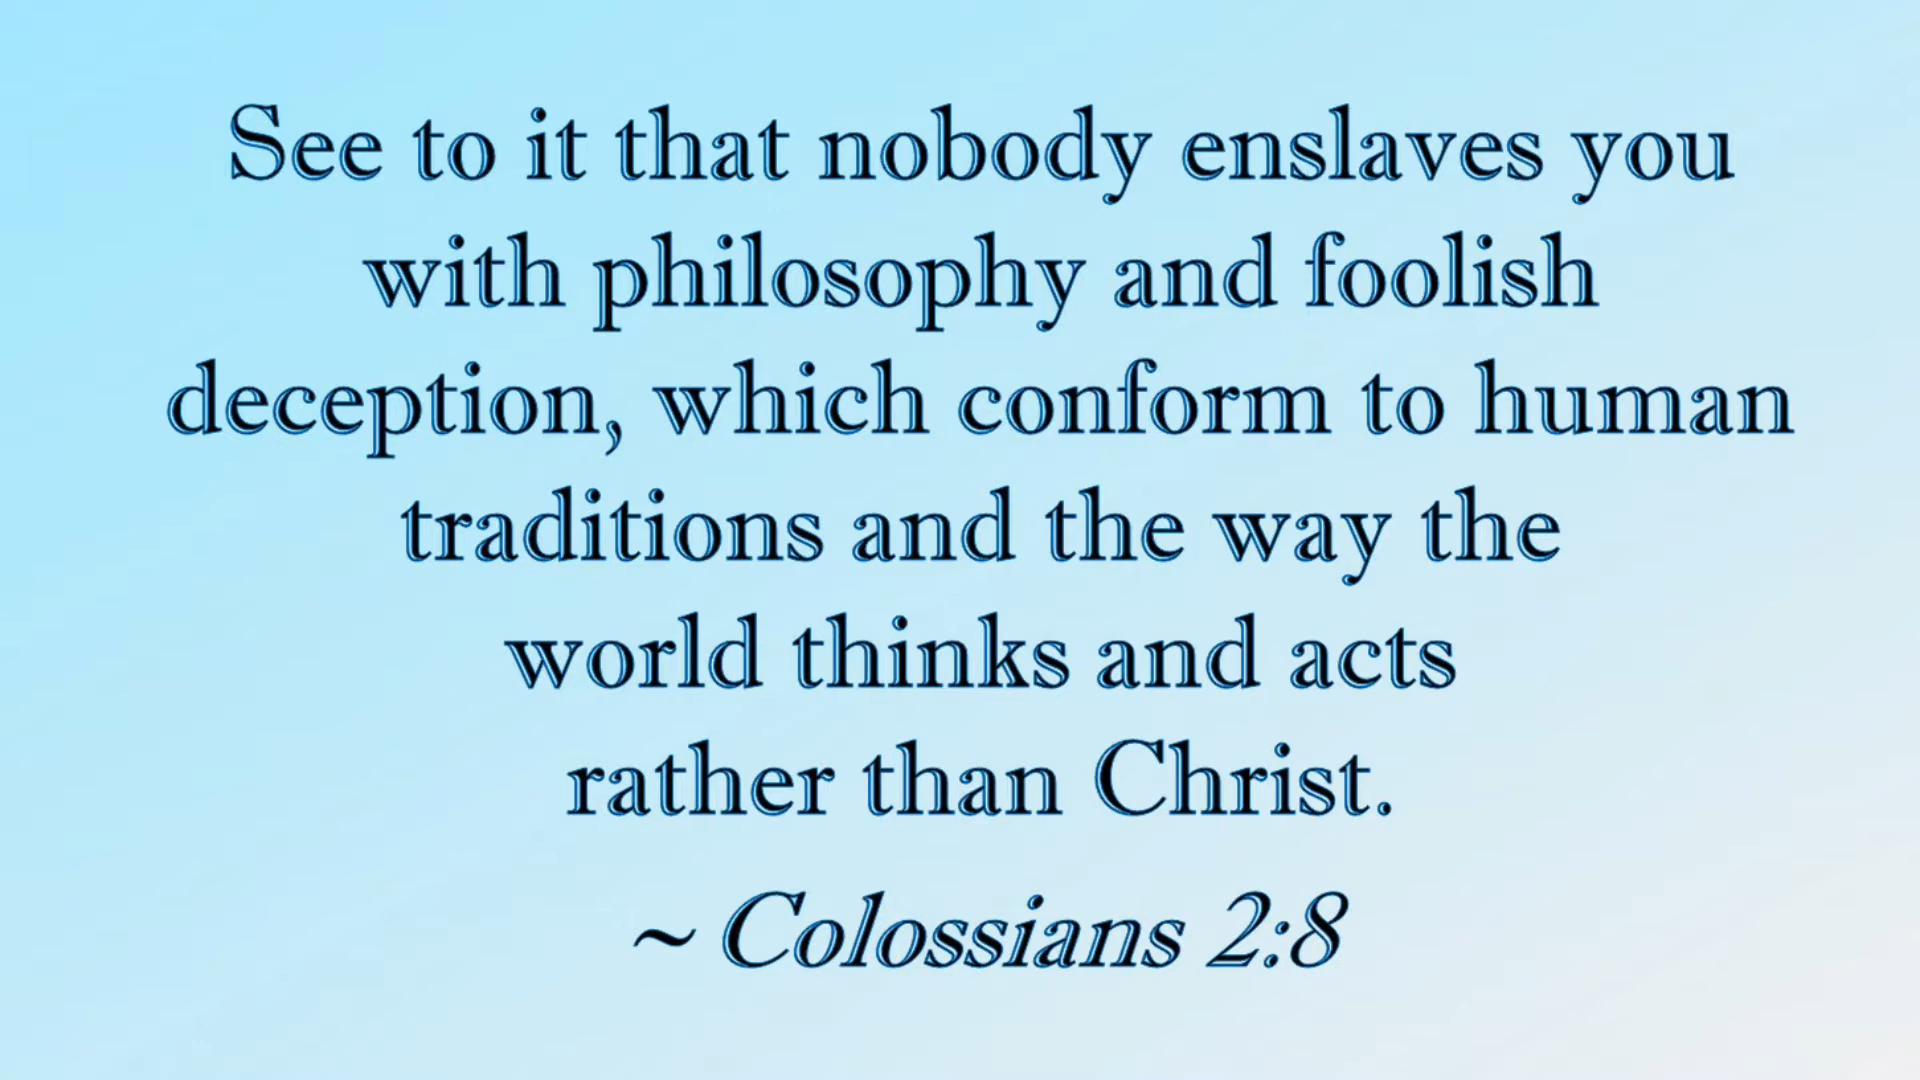 See to it that nobody enslaves you
with philosophy and foolish
deception, which conform to human
traditions and the way the
world thinks and acts
rather than Christ.
~ Colossians 2:8